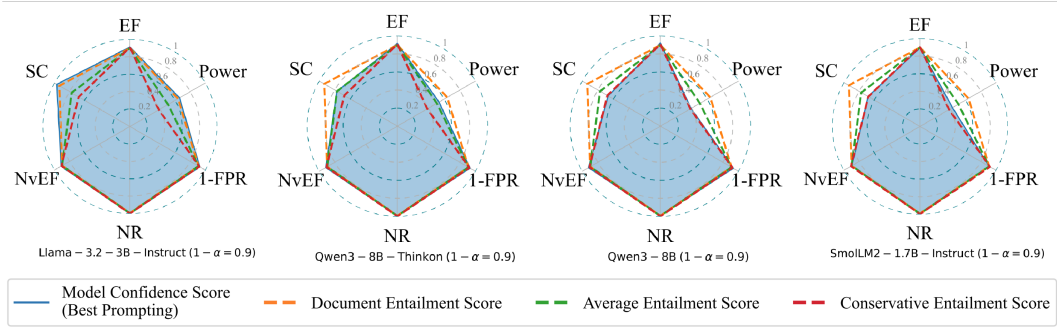 EF
SC
Power
1
0.8
0.6
0.2
NvEF
1-FPR
NR
Llama − 3.2 − 3B − Instruct (1 − α = 0.9)
EF
SC
Power
1
0.8
0.6
0.2
NvEF
1-FPR
NR
Qwen3 − 8B − Thinkon (1 − α = 0.9)
EF
SC
Power
1
0.8
0.6
0.2
NvEF
1-FPR
NR
Qwen3 − 8B (1 − α = 0.9)
EF
SC
Power
1
0.8
0.6
0.2
NvEF
1-FPR
NR
SmolLM2 − 1.7B − Instruct (1 − α = 0.9)
Model Confidence Score
(Best Prompting)
Document Entailment Score
Average Entailment Score
Conservative Entailment Score